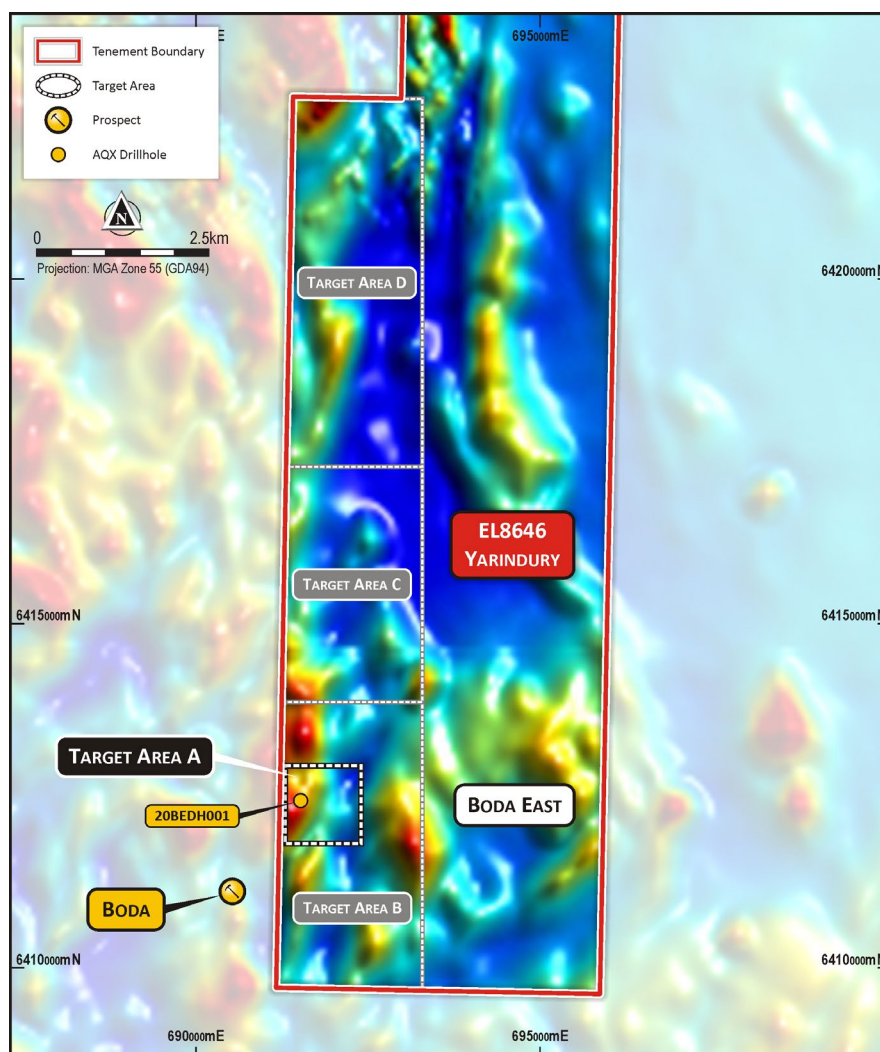 Tenement Boundary
Target Area
Prospect
AQX Drillhole
E
695000mE
N
0 2.5km
Projection: MGA Zone 55 (GDA94)
TARGET AREA D
6420000mN
EL8646
YARINDURY
TARGET AREA C
6415000mN
6415000mN
TARGET AREA A
20BEDH001
BODA EAST
BODA
TARGET AREA B
6410000mN
6410000mN
690000mE
695000mE